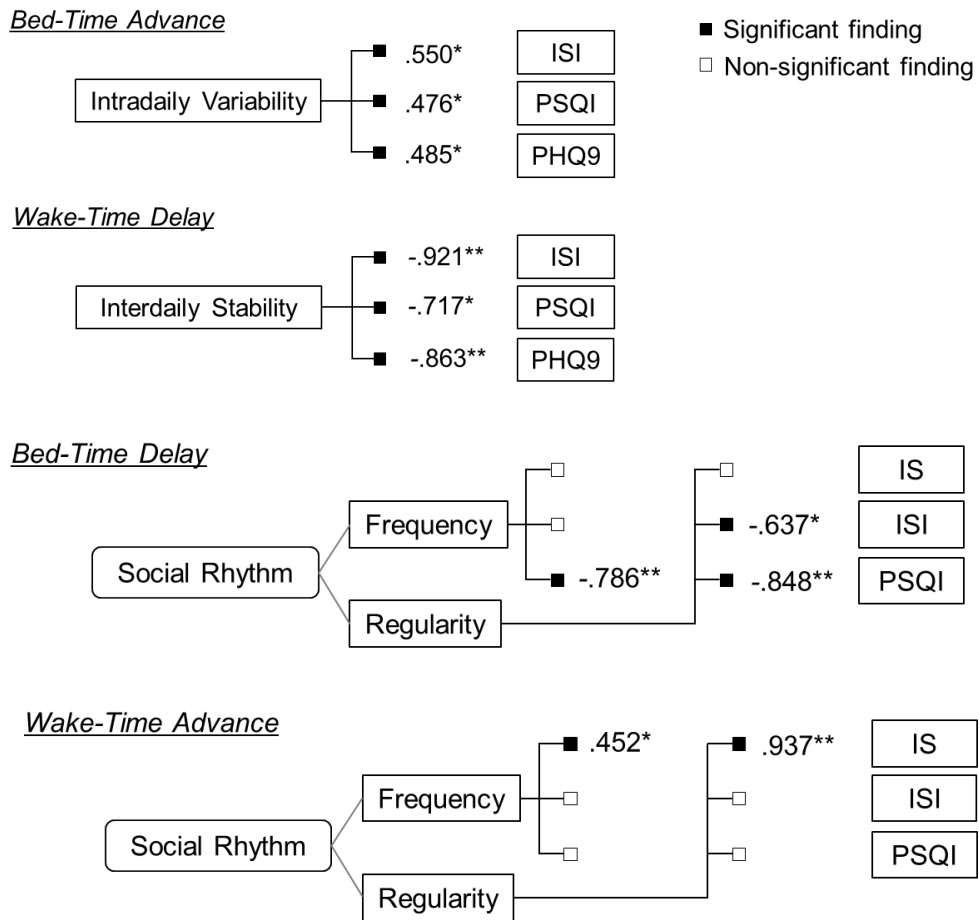 Bed-Time Advance
Significant finding
Non-significant finding
Intradaily Variability
.550*
ISI
.476*
PSQI
.485*
PHQ9
Wake-Time Delay
Interdaily Stability
-.921**
ISI
-.717*
PSQI
-.863**
PHQ9
Bed-Time Delay
Social Rhythm
Frequency
-.786**
Regularity
IS
-.637*
ISI
-.848**
PSQI
Wake-Time Advance
Social Rhythm
Frequency
.452*
Regularity
.937**
IS
ISI
PSQI